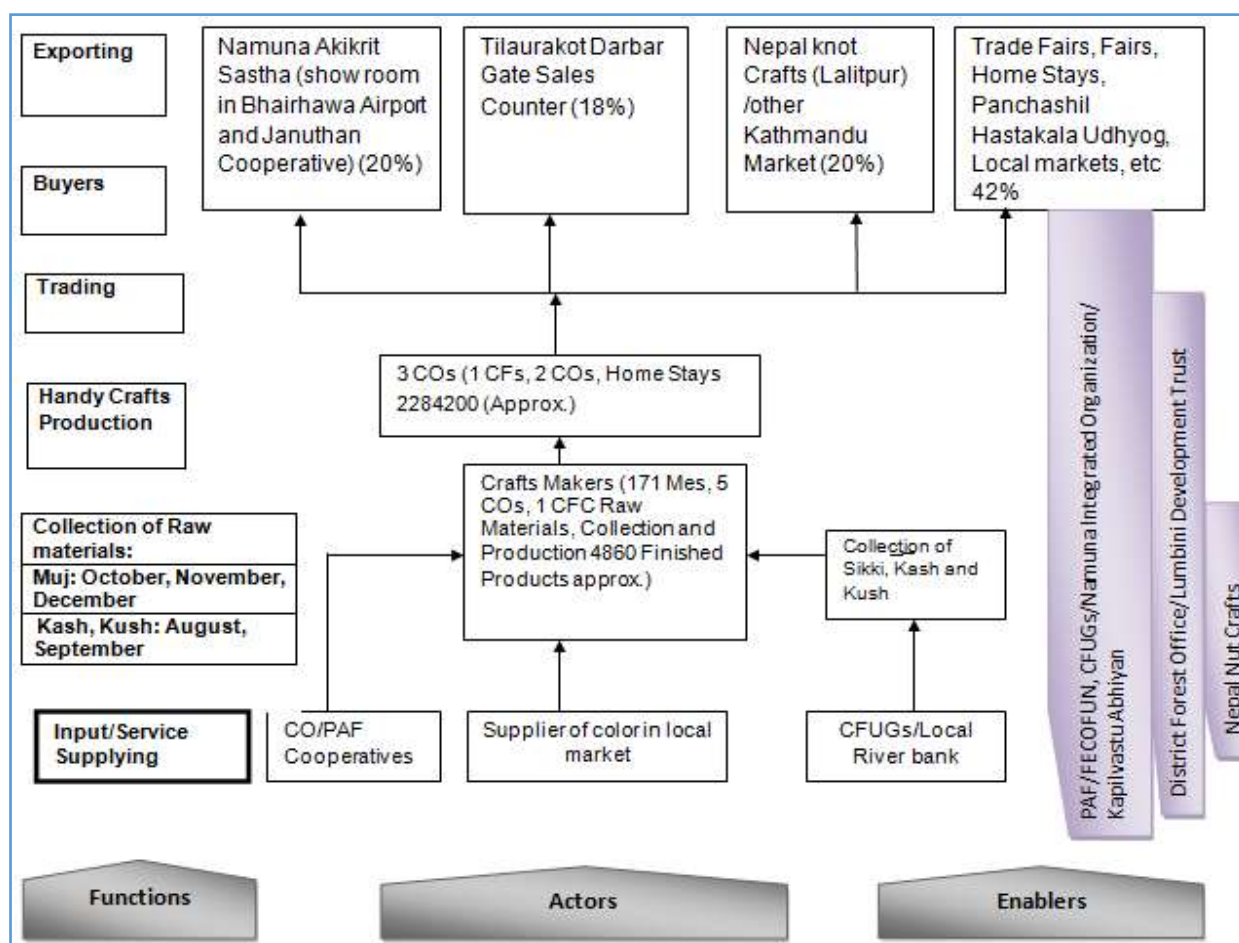 Exporting
Namuna Akikrit
Sastha (show room
in Bhairhawa Airport
and Januthan
Cooperative) (20%)
Tilaurakot Darbar
Gate Sales
Counter (18%)
Nepal knot
Crafts (Lalitpur)
/other
Kathmandu
Market (20%)
Trade Fairs, Fairs,
Home Stays,
Panchashil
Hastakala Udhyog,
Local markets, etc
42%
Buyers
Trading
Handy Crafts
Production
3 COs (1 CFs, 2 COs, Home Stays
2284200 (Approx.)
Crafts Makers (171 Mes, 5
COs, 1 CFC Raw
Materials, Collection and
Production 4860 Finished
Products approx.)
Collection of Raw
materials:
Muj: October, November,
December
Kash, Kush: August,
September
Collection of
Sikki, Kash and
Kush
Input/Service
Supplying
CO/PAF
Cooperatives
Supplier of color in local
market
CFUGs/Local
River bank
PAF/FECOFUN, CFUGs/Namuna Integrated Organization/
Kapilvastu Abhiyan
District Forest Office/ Lumbini Development Trust
Nepal Nut Crafts
Functions
Actors
Enablers